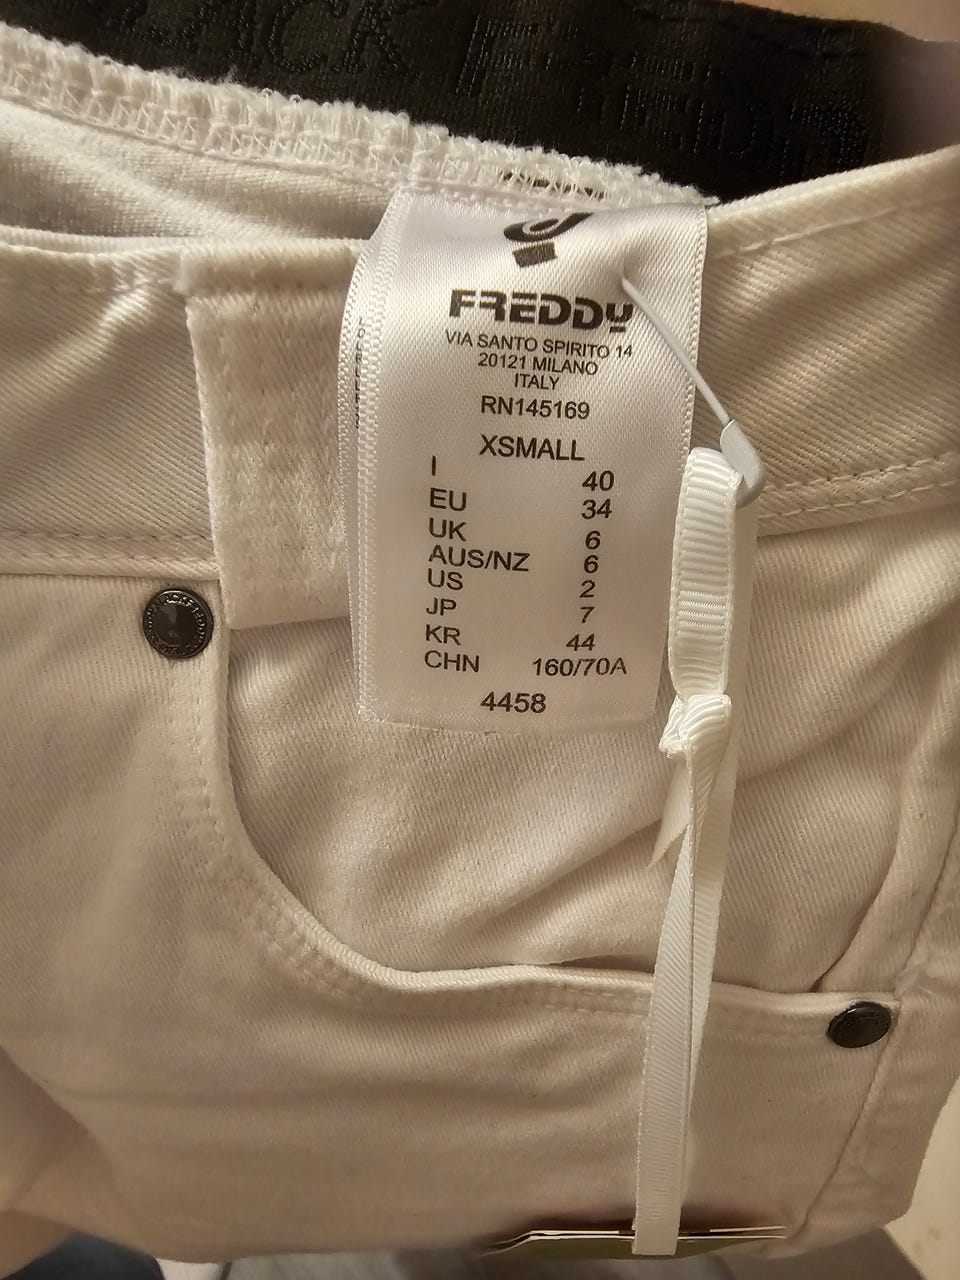 FREDDY
VIA SANTO SPIRITO 14
20121 MILANO
ITALY
RN145169
XSMALL
I 40
EU 34
UK 6
AUS/NZ 6
US 2
JP 7
KR 44
CHN 160/70A
4458